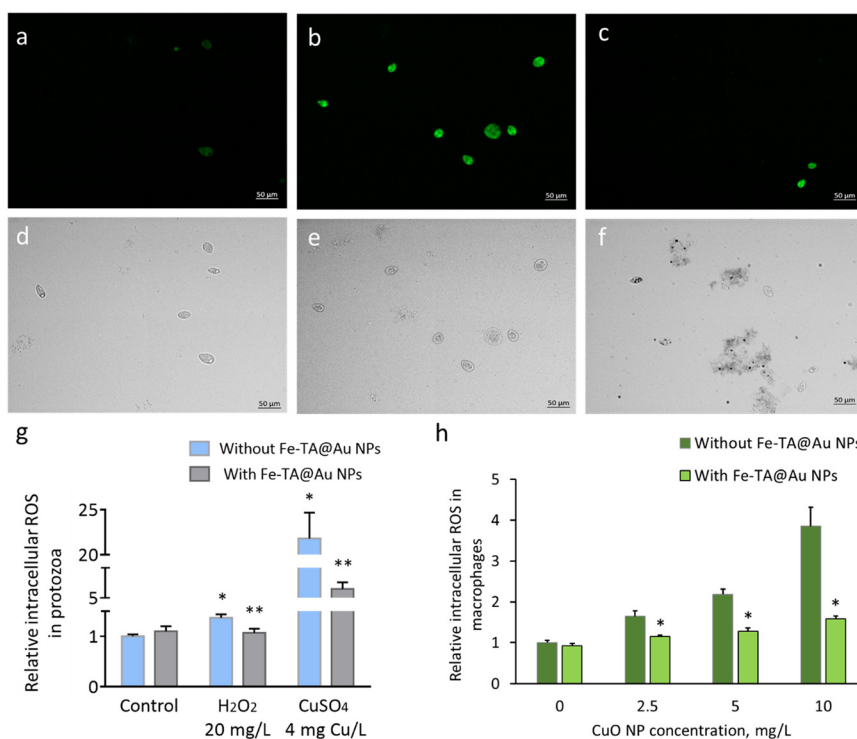 a
b
c
50 µm
50 µm
50 µm
d
e
f
50 µm
50 µm
50 µm
g
Without Fe-TA@Au NPs
With Fe-TA@Au NPs
Relative intracellular ROS
in protozoa
25
20
5
1
0
*
**
*
**
Control
H2O2
20 mg/L
CuSO4
4 mg Cu/L
h
Without Fe-TA@Au NPs
With Fe-TA@Au NPs
Relative intracellular ROS in
macrophages
5
4
3
2
1
0
*
*
*
0
2.5
5
10
CuO NP concentration, mg/L